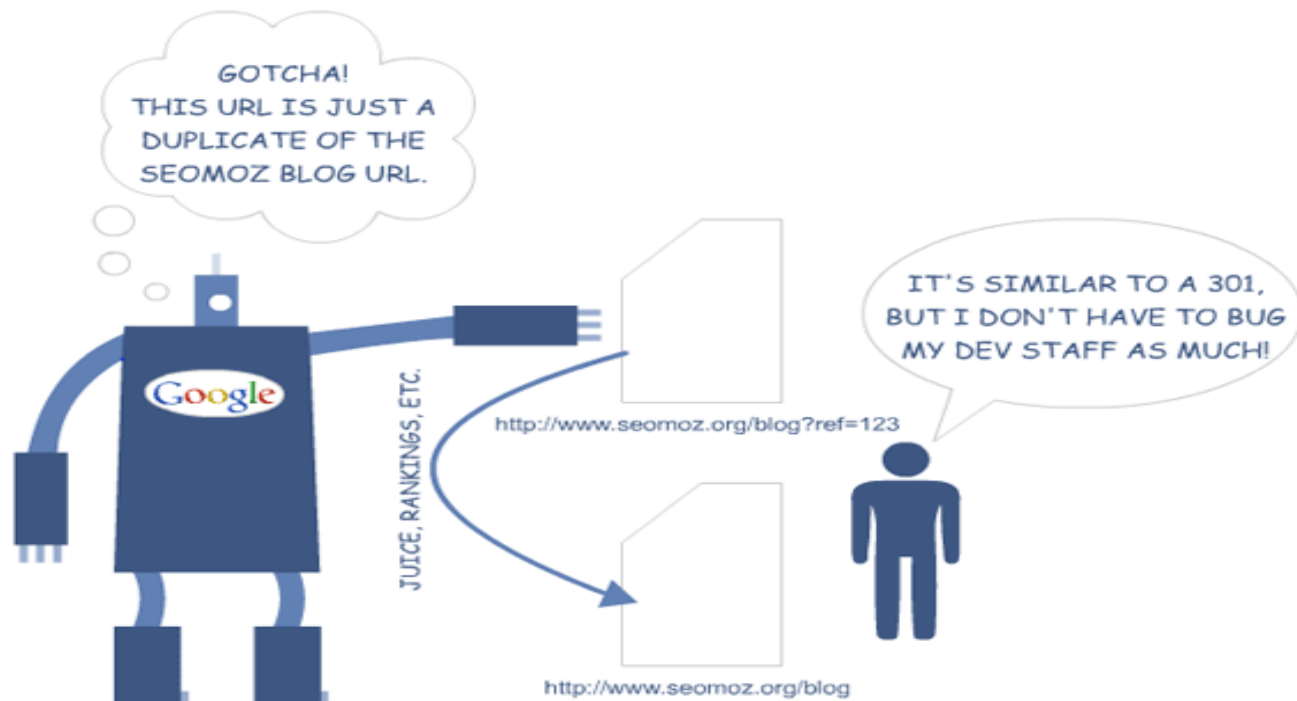 GOTCHA!
THIS URL IS JUST A
DUPLICATE OF THE
SEOMOZ BLOG URL.
IT'S SIMILAR TO A 301,
BUT I DON'T HAVE TO BUG
MY DEV STAFF AS MUCH!
Google
JUICE, RANKINGS, ETC.
http://www.seomoz.org/blog?ref=123
http://www.seomoz.org/blog